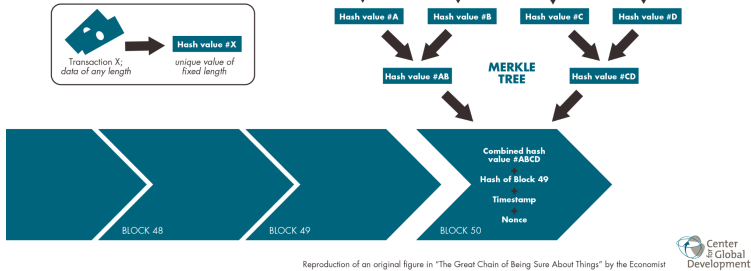 Hash value #A
Hash value #B
Hash value #C
Hash value #D
Hash value #X
Transaction X;
data of any length
unique value of
fixed length
Hash value #AB
MERKLE
TREE
Hash value #CD
Combined hash
value #ABCD
+
Hash of Block 49
+
Timestamp
+
Nonce
BLOCK 48
BLOCK 49
BLOCK 50
Reproduction of an original figure in "The Great Chain of Being Sure About Things" by the Economist
Center
for Global
Development